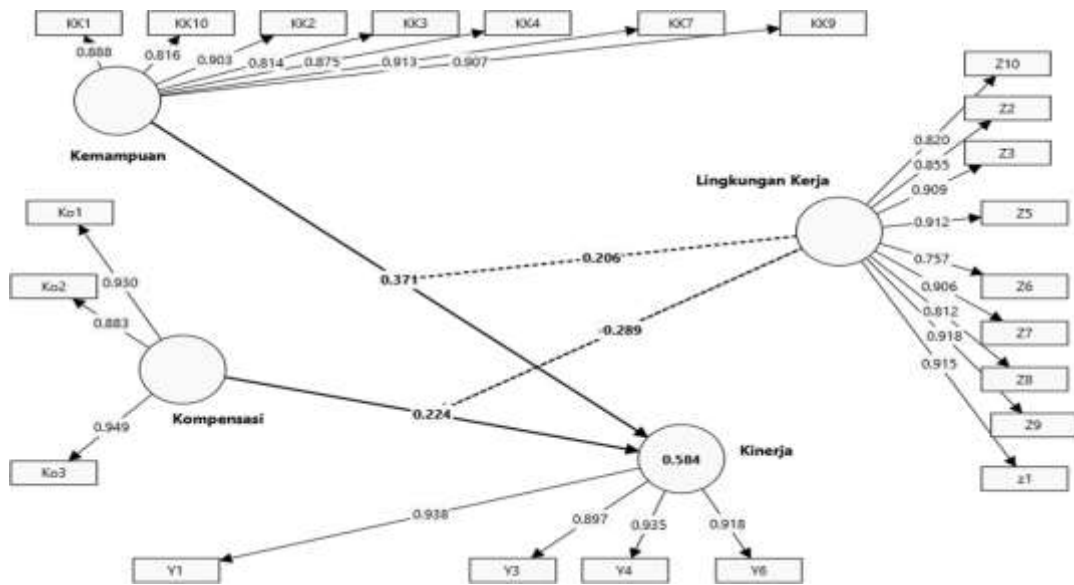 KK1 KK10 KK2 KK3 KK4 KK7 KK9
0.888 0.816 0.903 0.814 0.875 0.913 0.907
Kemampuan
Z10
Z2
Z3
Z5
Z6
Z7
Z8
Z9
z1
0.820
0.855
0.909
0.912
0.757
0.906
0.812
0.918
0.915
Lingkungan Kerja
Ko1
Ko2
Ko3
0.930
0.883
0.949
Kompensasi
0.206
0.371
-0.289
0.224
0.584
Kinerja
0.938 0.897 0.935 0.918
Y1 Y3 Y4 Y6